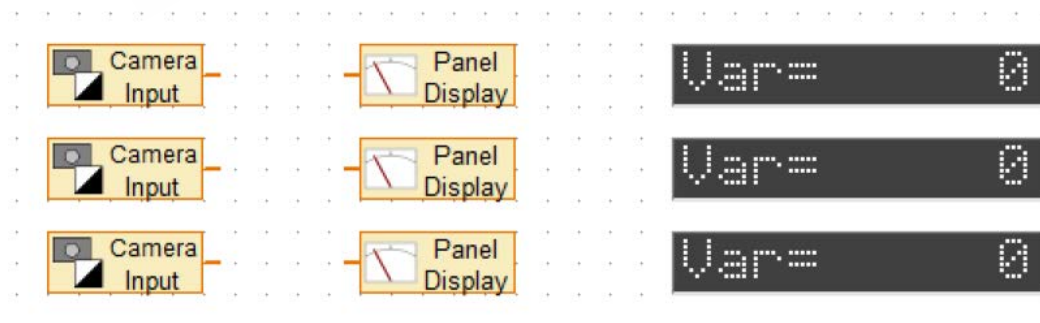 Camera Input
Panel Display
Var= 0
Camera Input
Panel Display
Var= 0
Camera Input
Panel Display
Var= 0